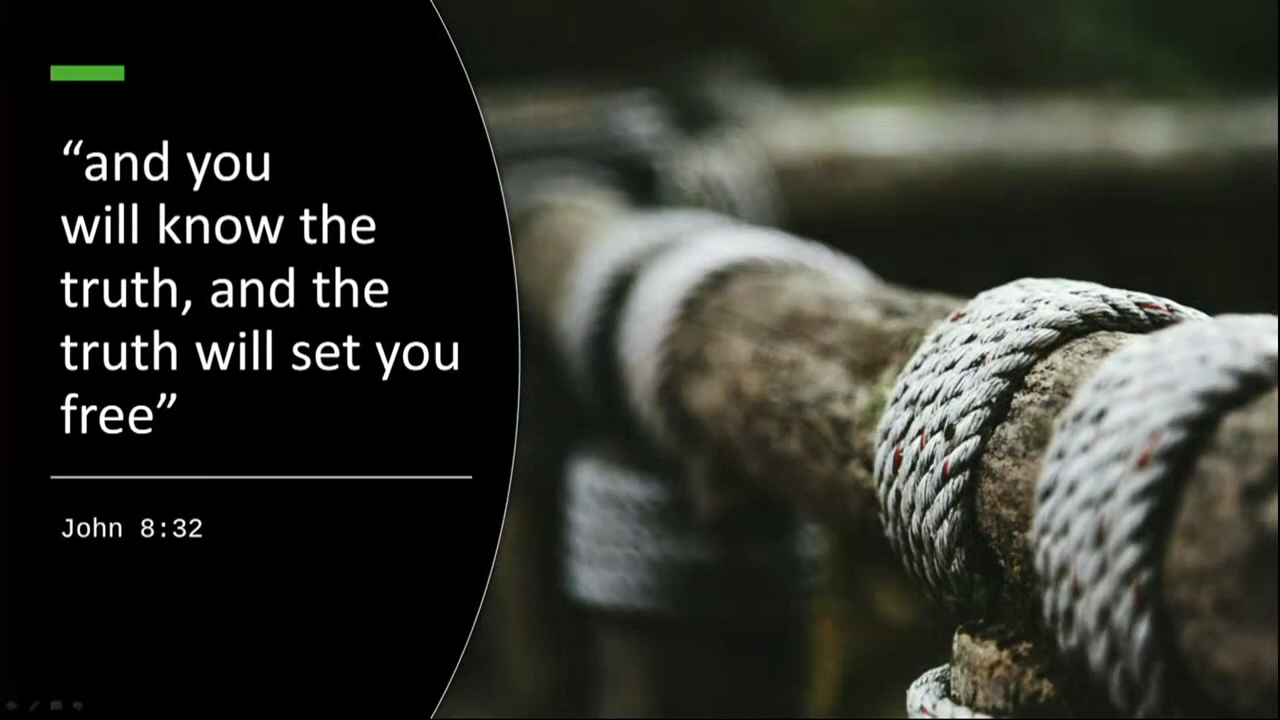 “and you
will know the
truth, and the
truth will set you
free”
John 8:32